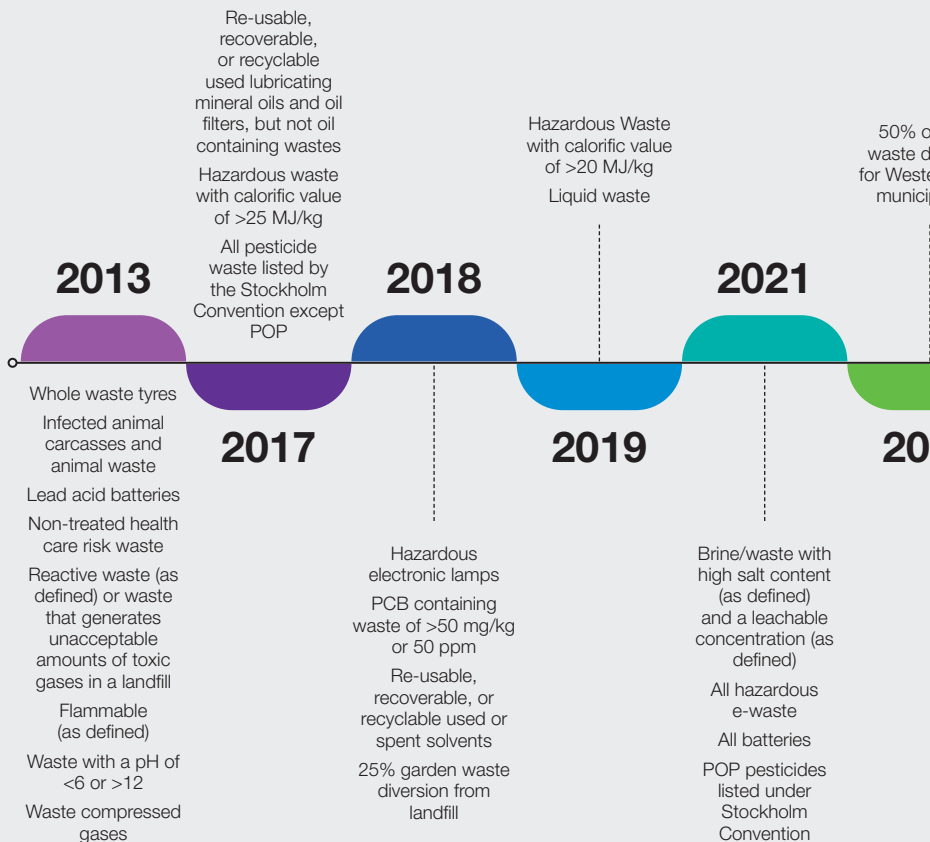 2013
Whole waste tyres
Infected animal
carcasses and
animal waste
Lead acid batteries
Non-treated health
care risk waste
Reactive waste (as
defined) or waste
that generates
unacceptable
amounts of toxic
gases in a landfill
Flammable
(as defined)
Waste with a pH of
<6 or >12
Waste compressed
gases
Re-usable,
recoverable,
or recyclable
used lubricating
mineral oils and oil
filters, but not oil
containing wastes
Hazardous waste
with calorific value
of >25 MJ/kg
All pesticide
waste listed by
the Stockholm
Convention except
POP
2017
2018
Hazardous
electronic lamps
PCB containing
waste of >50 mg/kg
or 50 ppm
Re-usable,
recoverable, or
recyclable used or
spent solvents
25% garden waste
diversion from
landfill
Hazardous Waste
with calorific value
of >20 MJ/kg
Liquid waste
2019
2021
Brine/waste with
high salt content
(as defined)
and a leachable
concentration (as
defined)
All hazardous
e-waste
All batteries
POP pesticides
listed under
Stockholm
Convention
50% o
waste d
for Weste
municip
20